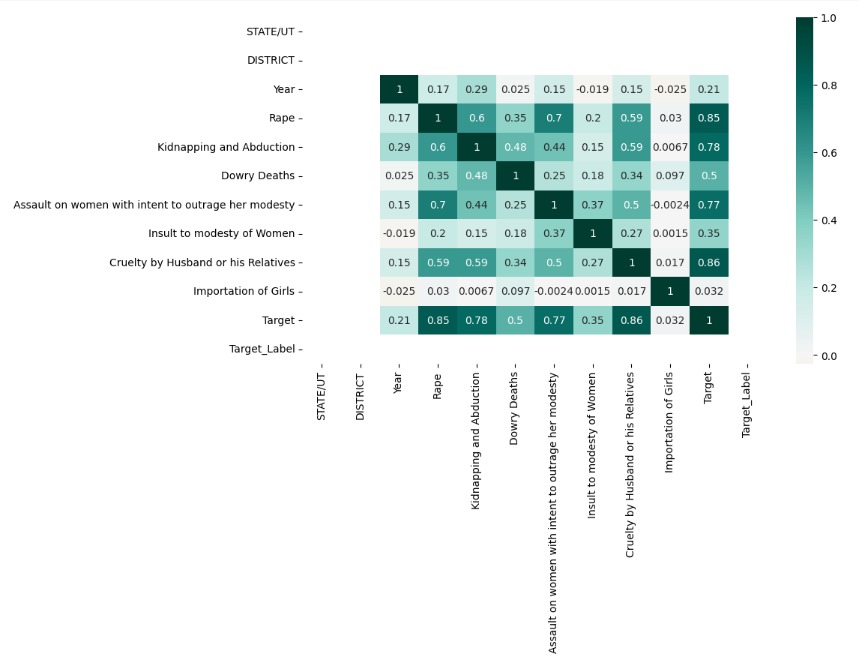 STATE/UT
DISTRICT
Year 1 0.17 0.29 0.025 0.15 -0.019 0.15 -0.025 0.21
Rape 0.17 1 0.6 0.35 0.7 0.2 0.59 0.03 0.85
Kidnapping and Abduction 0.29 0.6 1 0.48 0.44 0.15 0.59 0.0067 0.78
Dowry Deaths 0.025 0.35 0.48 1 0.25 0.18 0.34 0.097 0.5
Assault on women with intent to outrage her modesty 0.15 0.7 0.44 0.25 1 0.37 0.5 -0.0024 0.77
Insult to modesty of Women -0.019 0.2 0.15 0.18 0.37 1 0.27 0.0015 0.35
Cruelty by Husband or his Relatives 0.15 0.59 0.59 0.34 0.5 0.27 1 0.017 0.86
Importation of Girls -0.025 0.03 0.0067 0.097 -0.0024 0.0015 0.017 1 0.032
Target 0.21 0.85 0.78 0.5 0.77 0.35 0.86 0.032 1
Target_Label
STATE/UT
DISTRICT
Year
Rape
Kidnapping and Abduction
Dowry Deaths
Assault on women with intent to outrage her modesty
Insult to modesty of Women
Cruelty by Husband or his Relatives
Importation of Girls
Target
Target_Label
1.0
0.8
0.6
0.4
0.2
0.0